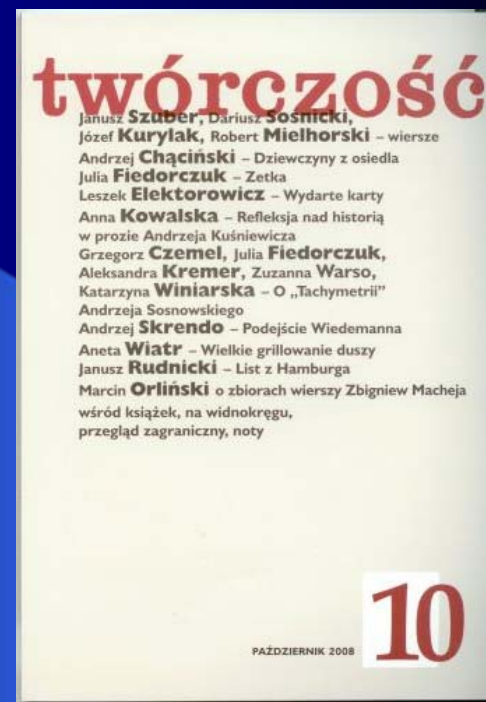 twórczość
Janusz Szuber, Dariusz Sośnicki,
Józef Kurylak, Robert Mielhorski – wiersze
Andrzej Chąciński – Dziewczyny z osiedla
Julia Fiedorczuk – Zetka
Leszek Elektorowicz – Wydarte karty
Anna Kowalska – Refleksja nad historią
w prozie Andrzeja Kuśniewicza
Grzegorz Czemel, Julia Fiedorczuk,
Aleksandra Kremer, Zuzanna Warso,
Katarzyna Winiarska – O „Tachymetrii”
Andrzeja Sosnowskiego
Andrzej Skrendo – Podejście Wiedemanna
Aneta Wiatr – Wielkie grillowanie duszy
Janusz Rudnicki – List z Hamburga
Marcin Orliński o zbiorach wierszy Zbigniew Macheja
wśród książek, na widnokręgu,
przegląd zagraniczny, noty
PAŹDZIERNIK 2008 10